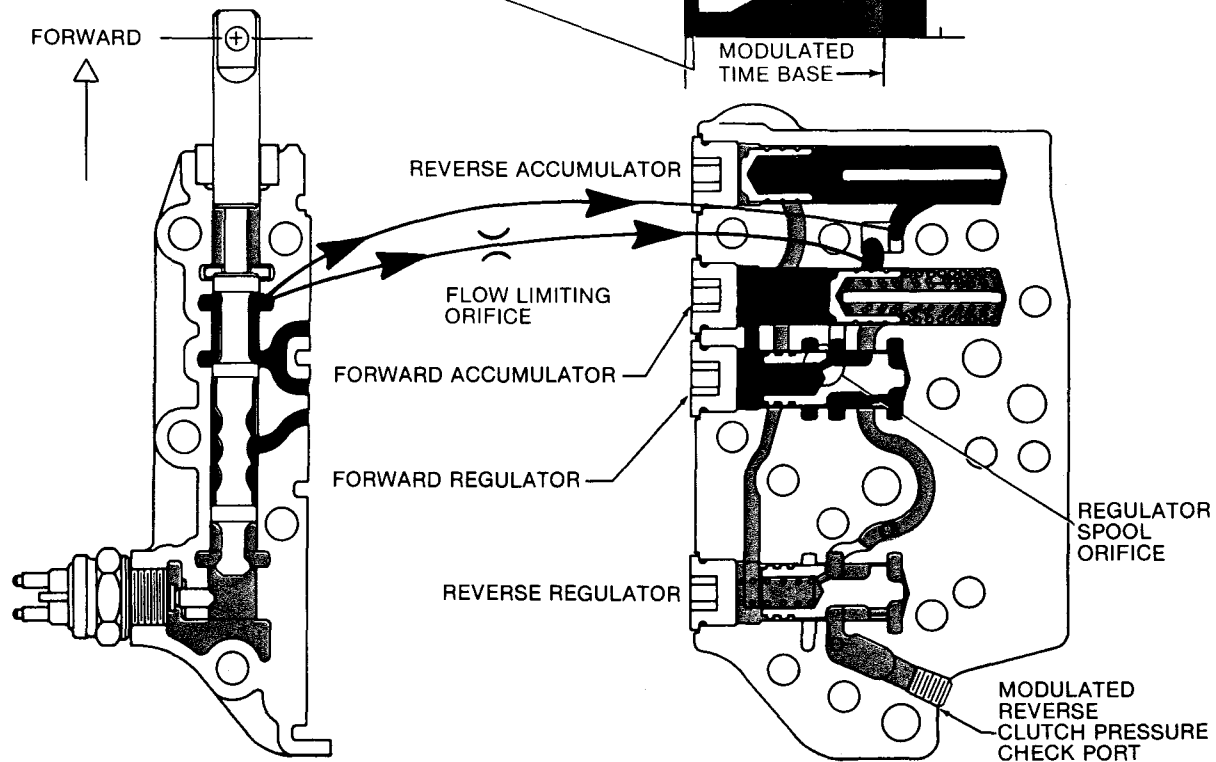 FORWARD
MODULATED
TIME BASE
REVERSE ACCUMULATOR
FLOW LIMITING
ORIFICE
FORWARD ACCUMULATOR
FORWARD REGULATOR
REGULATOR
SPOOL
ORIFICE
REVERSE REGULATOR
MODULATED
REVERSE
CLUTCH PRESSURE
CHECK PORT